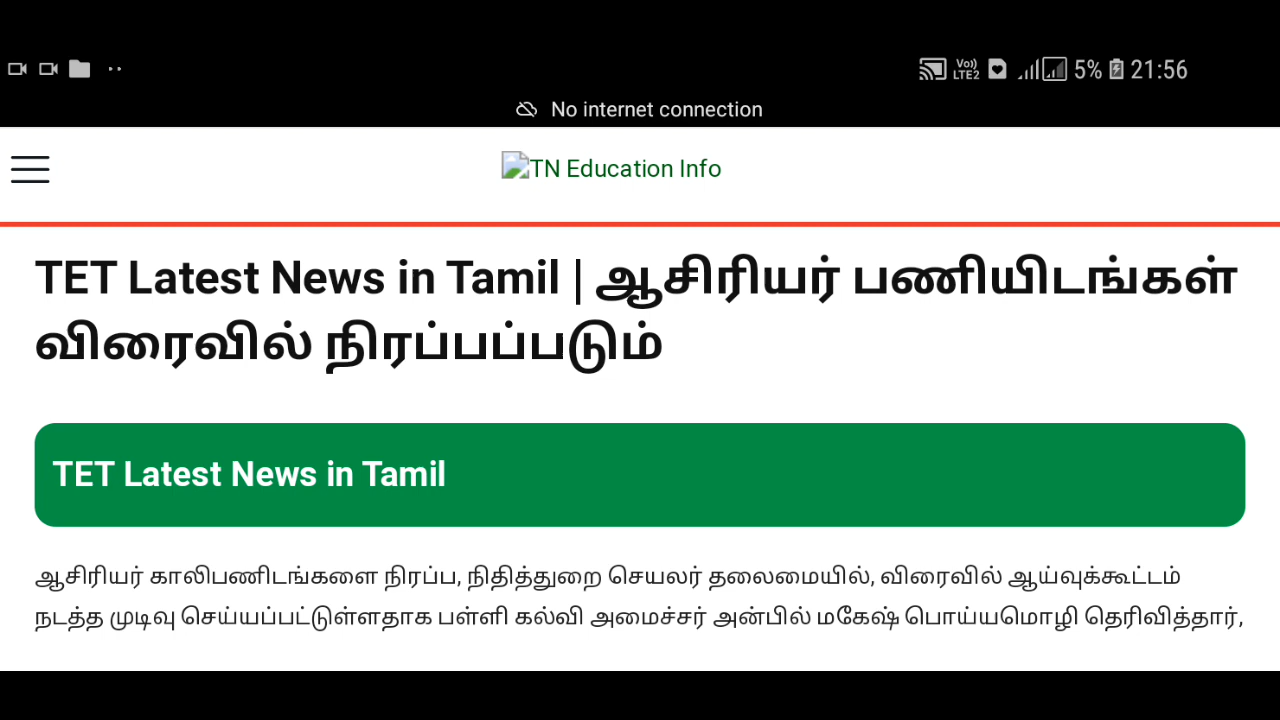 Vo)) LTE2 5% 21:56
No internet connection
TN Education Info
TET Latest News in Tamil | ஆசிரியர் பணியிடங்கள்
விரைவில் நிரப்பப்படும்
TET Latest News in Tamil
ஆசிரியர் காலிபணிடங்களை நிரப்ப, நிதித்துறை செயலர் தலைமையில், விரைவில் ஆய்வுக்கூட்டம்
நடத்த முடிவு செய்யப்பட்டுள்ளதாக பள்ளி கல்வி அமைச்சர் அன்பில் மகேஷ் பொய்யமொழி தெரிவித்தார்,